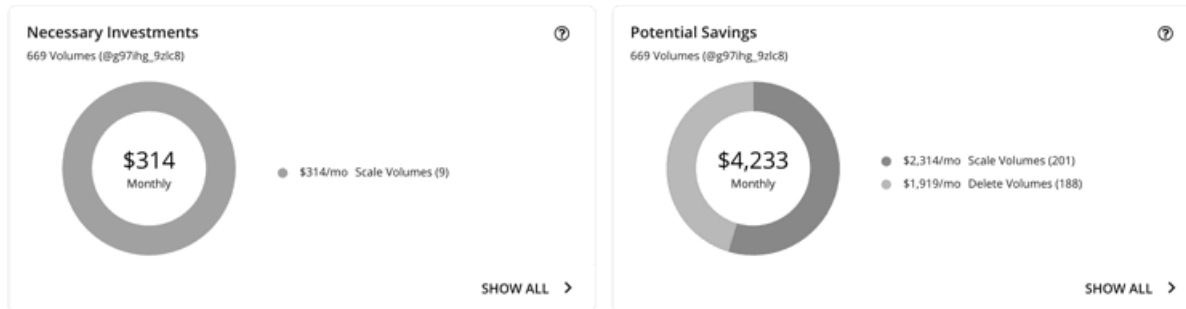 Necessary Investments
669 Volumes (@g97ihg_9zlc8)
$314
Monthly
$314/mo Scale Volumes (9)
SHOW ALL
Potential Savings
669 Volumes (@g97ihg_9zlc8)
$4,233
Monthly
$2,314/mo Scale Volumes (201)
$1,919/mo Delete Volumes (188)
SHOW ALL